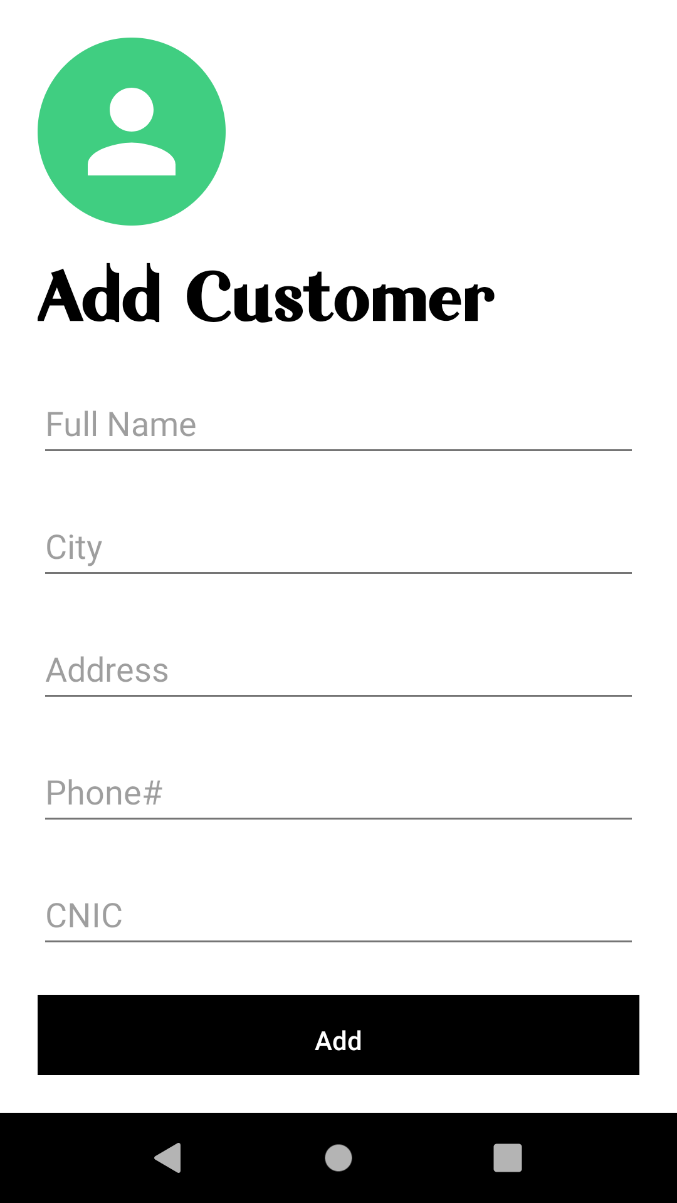 Add Customer
Full Name
City
Address
Phone#
CNIC
Add